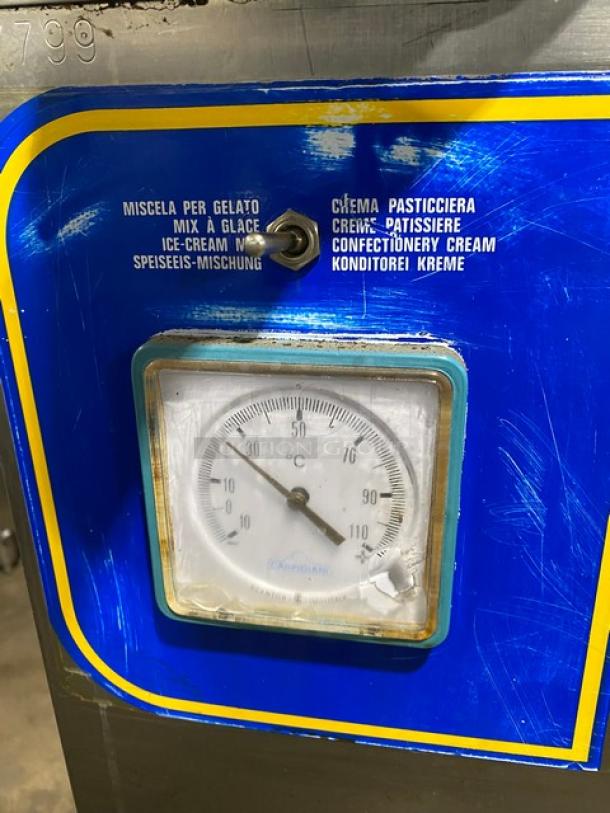 799
MISCELA PER GELATO
MIX À GLACE
ICE-CREAM
SPEISEEIS-MISCHUNG
CREMA PASTICCIERA
CREME PATISSIERE
CONFECTIONERY CREAM
KONDITOREI KREME
50
30 70
°C
10 90
0
10 110
CARPIGIANI